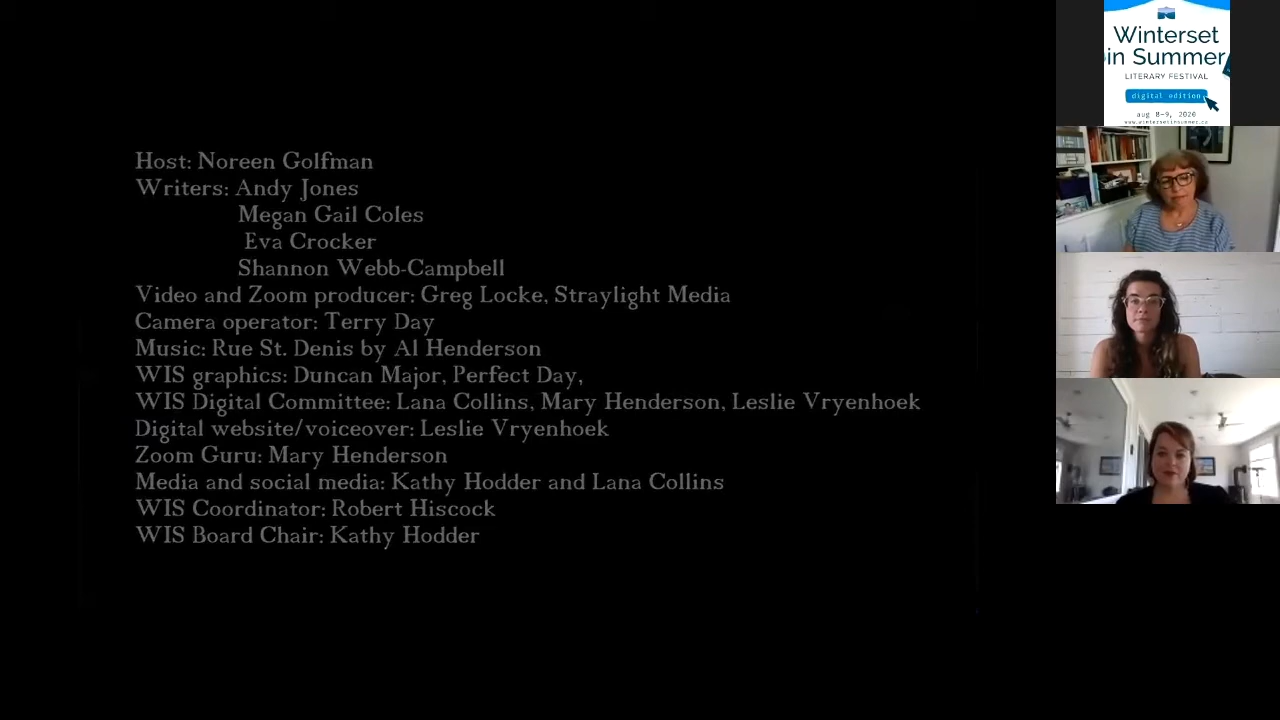 Host: Noreen Golfman
Writers: Andy Jones
Megan Gail Coles
Eva Crocker
Shannon Webb-Campbell
Video and Zoom producer: Greg Locke, Straylight Media
Camera operator: Terry Day
Music: Rue St. Denis by Al Henderson
WIS graphics: Duncan Major, Perfect Day,
WIS Digital Committee: Lana Collins, Mary Henderson, Leslie Vryenhoek
Digital website/voiceover: Leslie Vryenhoek
Zoom Guru: Mary Henderson
Media and social media: Kathy Hodder and Lana Collins
WIS Coordinator: Robert Hiscock
WIS Board Chair: Kathy Hodder
Winterset
in Summer
LITERARY FESTIVAL
digital edition
aug 8-9, 2020
www.wintersetinsummer.ca